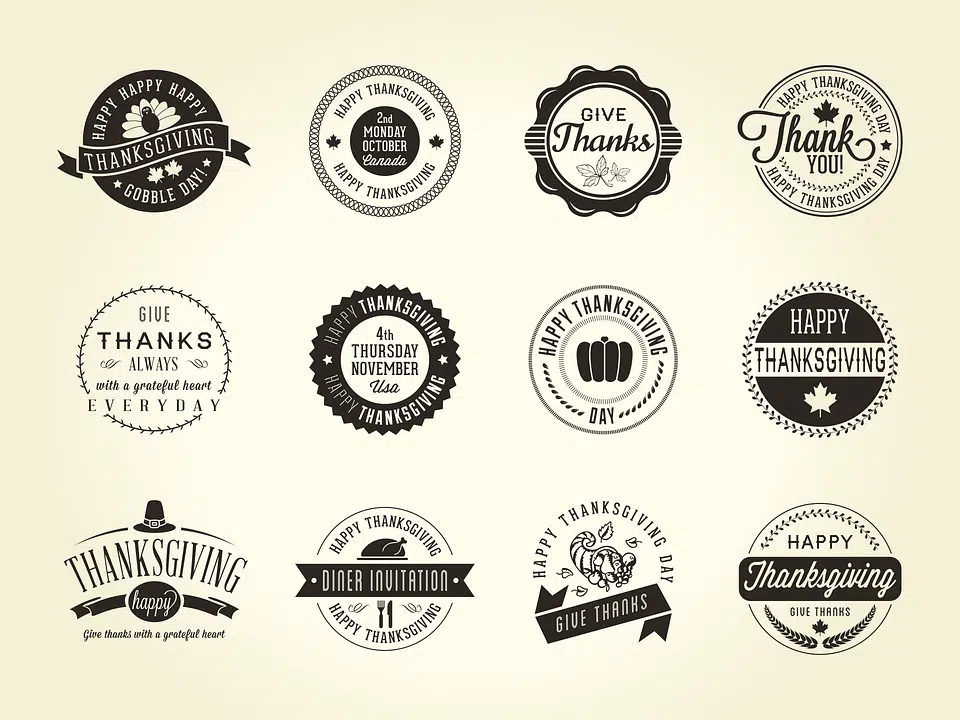 HAPPY HAPPY HAPPY
THANKSGIVING
GOBBLE DAY!
HAPPY THANKSGIVING
2nd
MONDAY
OCTOBER
Canada
HAPPY THANKSGIVING
GIVE
Thanks
HAPPY THANKSGIVING DAY
Thank
YOU!
HAPPY THANKSGIVING DAY
GIVE
THANKS
ALWAYS
with a grateful heart
EVERYDAY
HAPPY THANKSGIVING
4th
THURSDAY
NOVEMBER
Usa
HAPPY THANKSGIVING
HAPPY THANKSGIVING
DAY
HAPPY
THANKSGIVING
THANKSGIVING
happy
Give thanks with a grateful heart
HAPPY THANKSGIVING
DINER INVITATION
HAPPY THANKSGIVING
HAPPY THANKSGIVING DAY
GIVE THANKS
HAPPY
Thanksgiving
GIVE THANKS